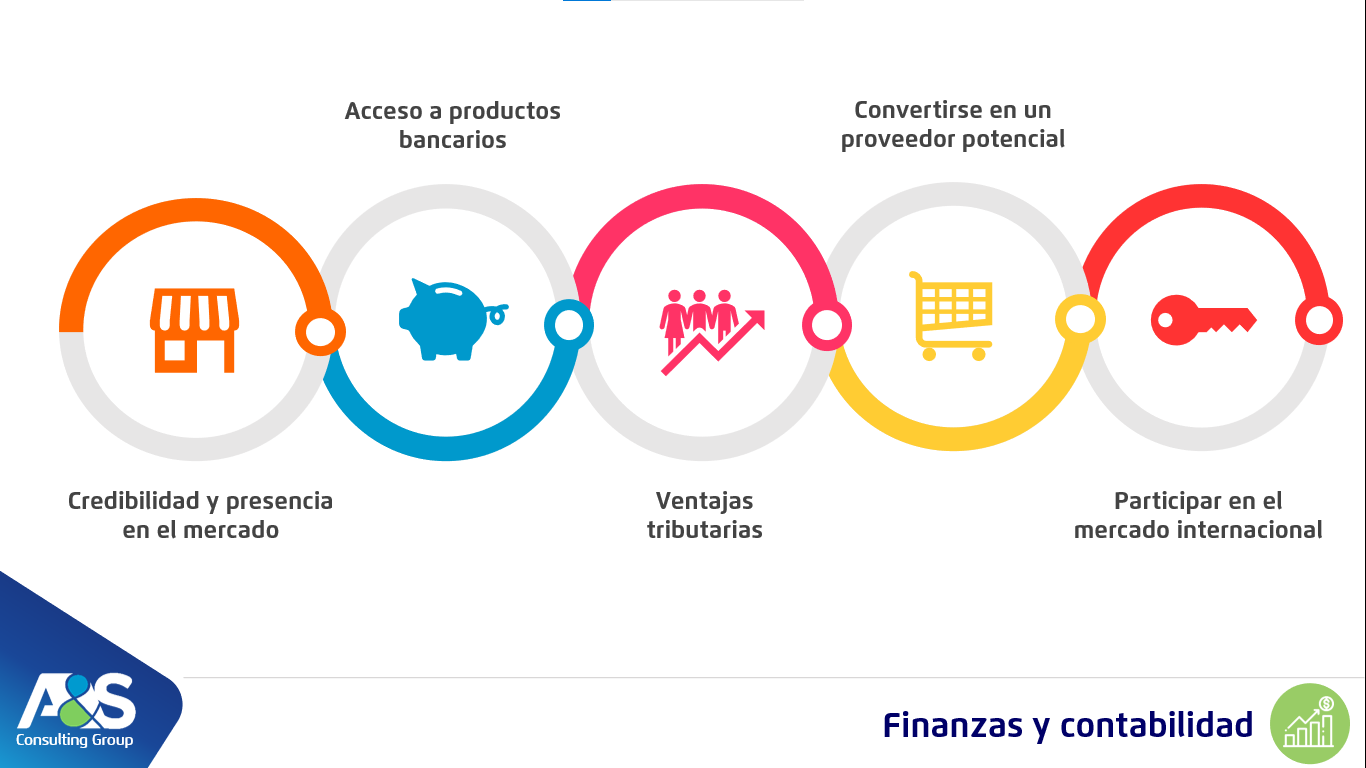 Acceso a productos
bancarios
Convertirse en un
proveedor potencial
Credibilidad y presencia
en el mercado
Ventajas
tributarias
Participar en el
mercado internacional
A&S
Consulting Group
Finanzas y contabilidad
$